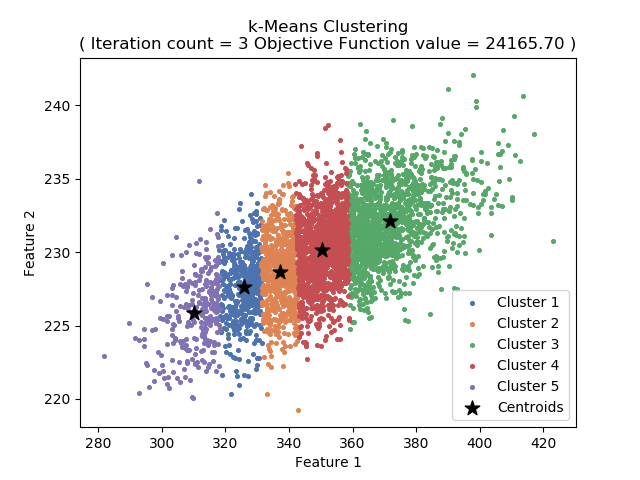 k-Means Clustering
( Iteration count = 3 Objective Function value = 24165.70 )
Feature 2
240
235
230
225
220
280
300
320
340
360
380
400
420
Feature 1
Cluster 1
Cluster 2
Cluster 3
Cluster 4
Cluster 5
Centroids